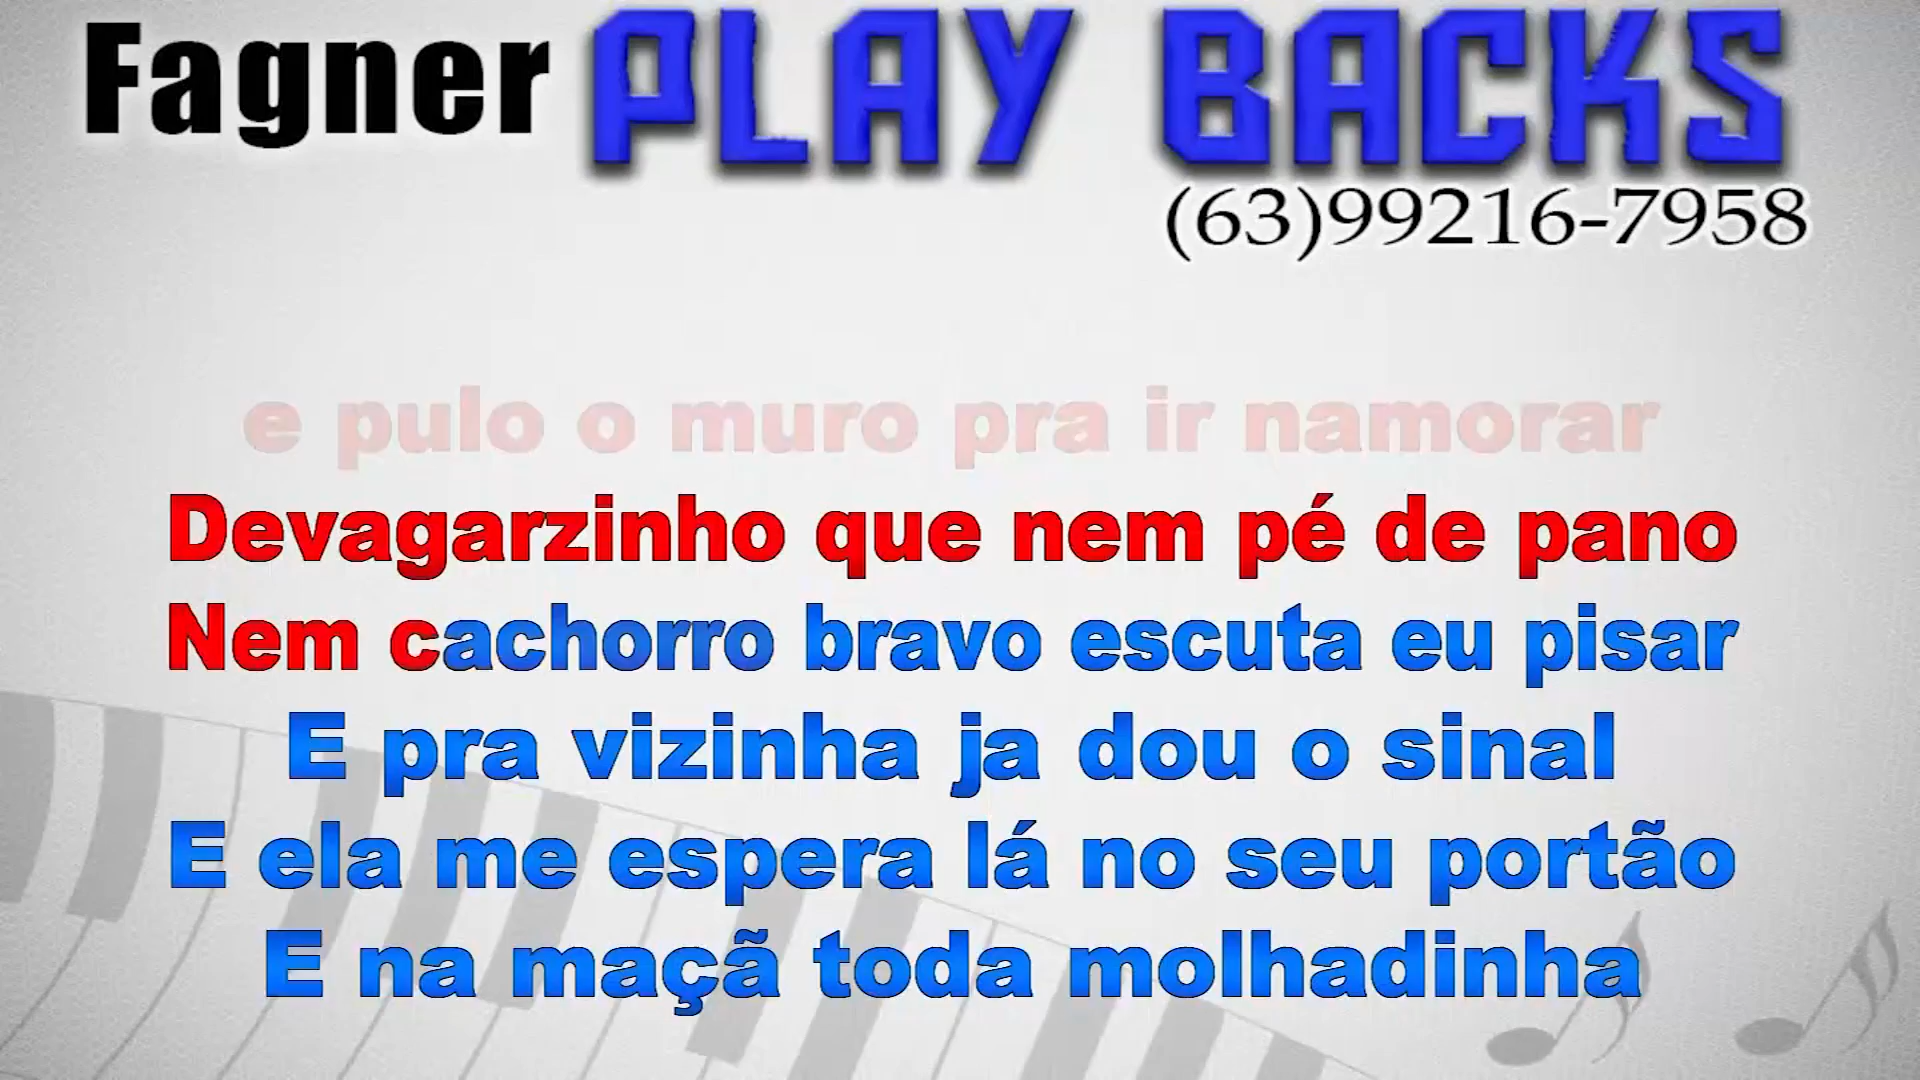 Fagner PLAY BACKS
(63)99216-7958
e pulo o muro pra ir namorar
Devagarzinho que nem pé de pano
Nem cachorro bravo escuta eu pisar
E pra vizinha ja dou o sinal
E ela me espera lá no seu portão
E na maçã toda molhadinha